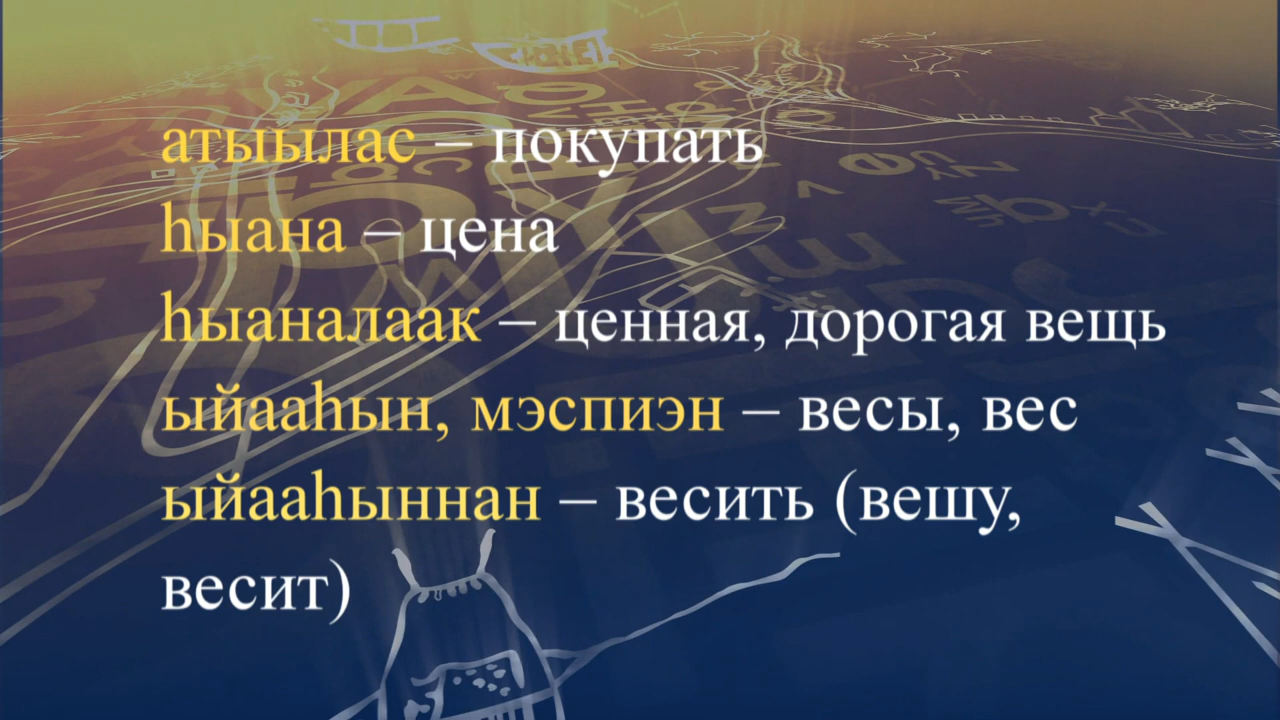 атыылас – покупать
һыана – цена
һыаналаак – ценная, дорогая вещь
ыйааһын, мэспиэн – весы, вес
ыйааһыннан – весить (вешу,
весит)